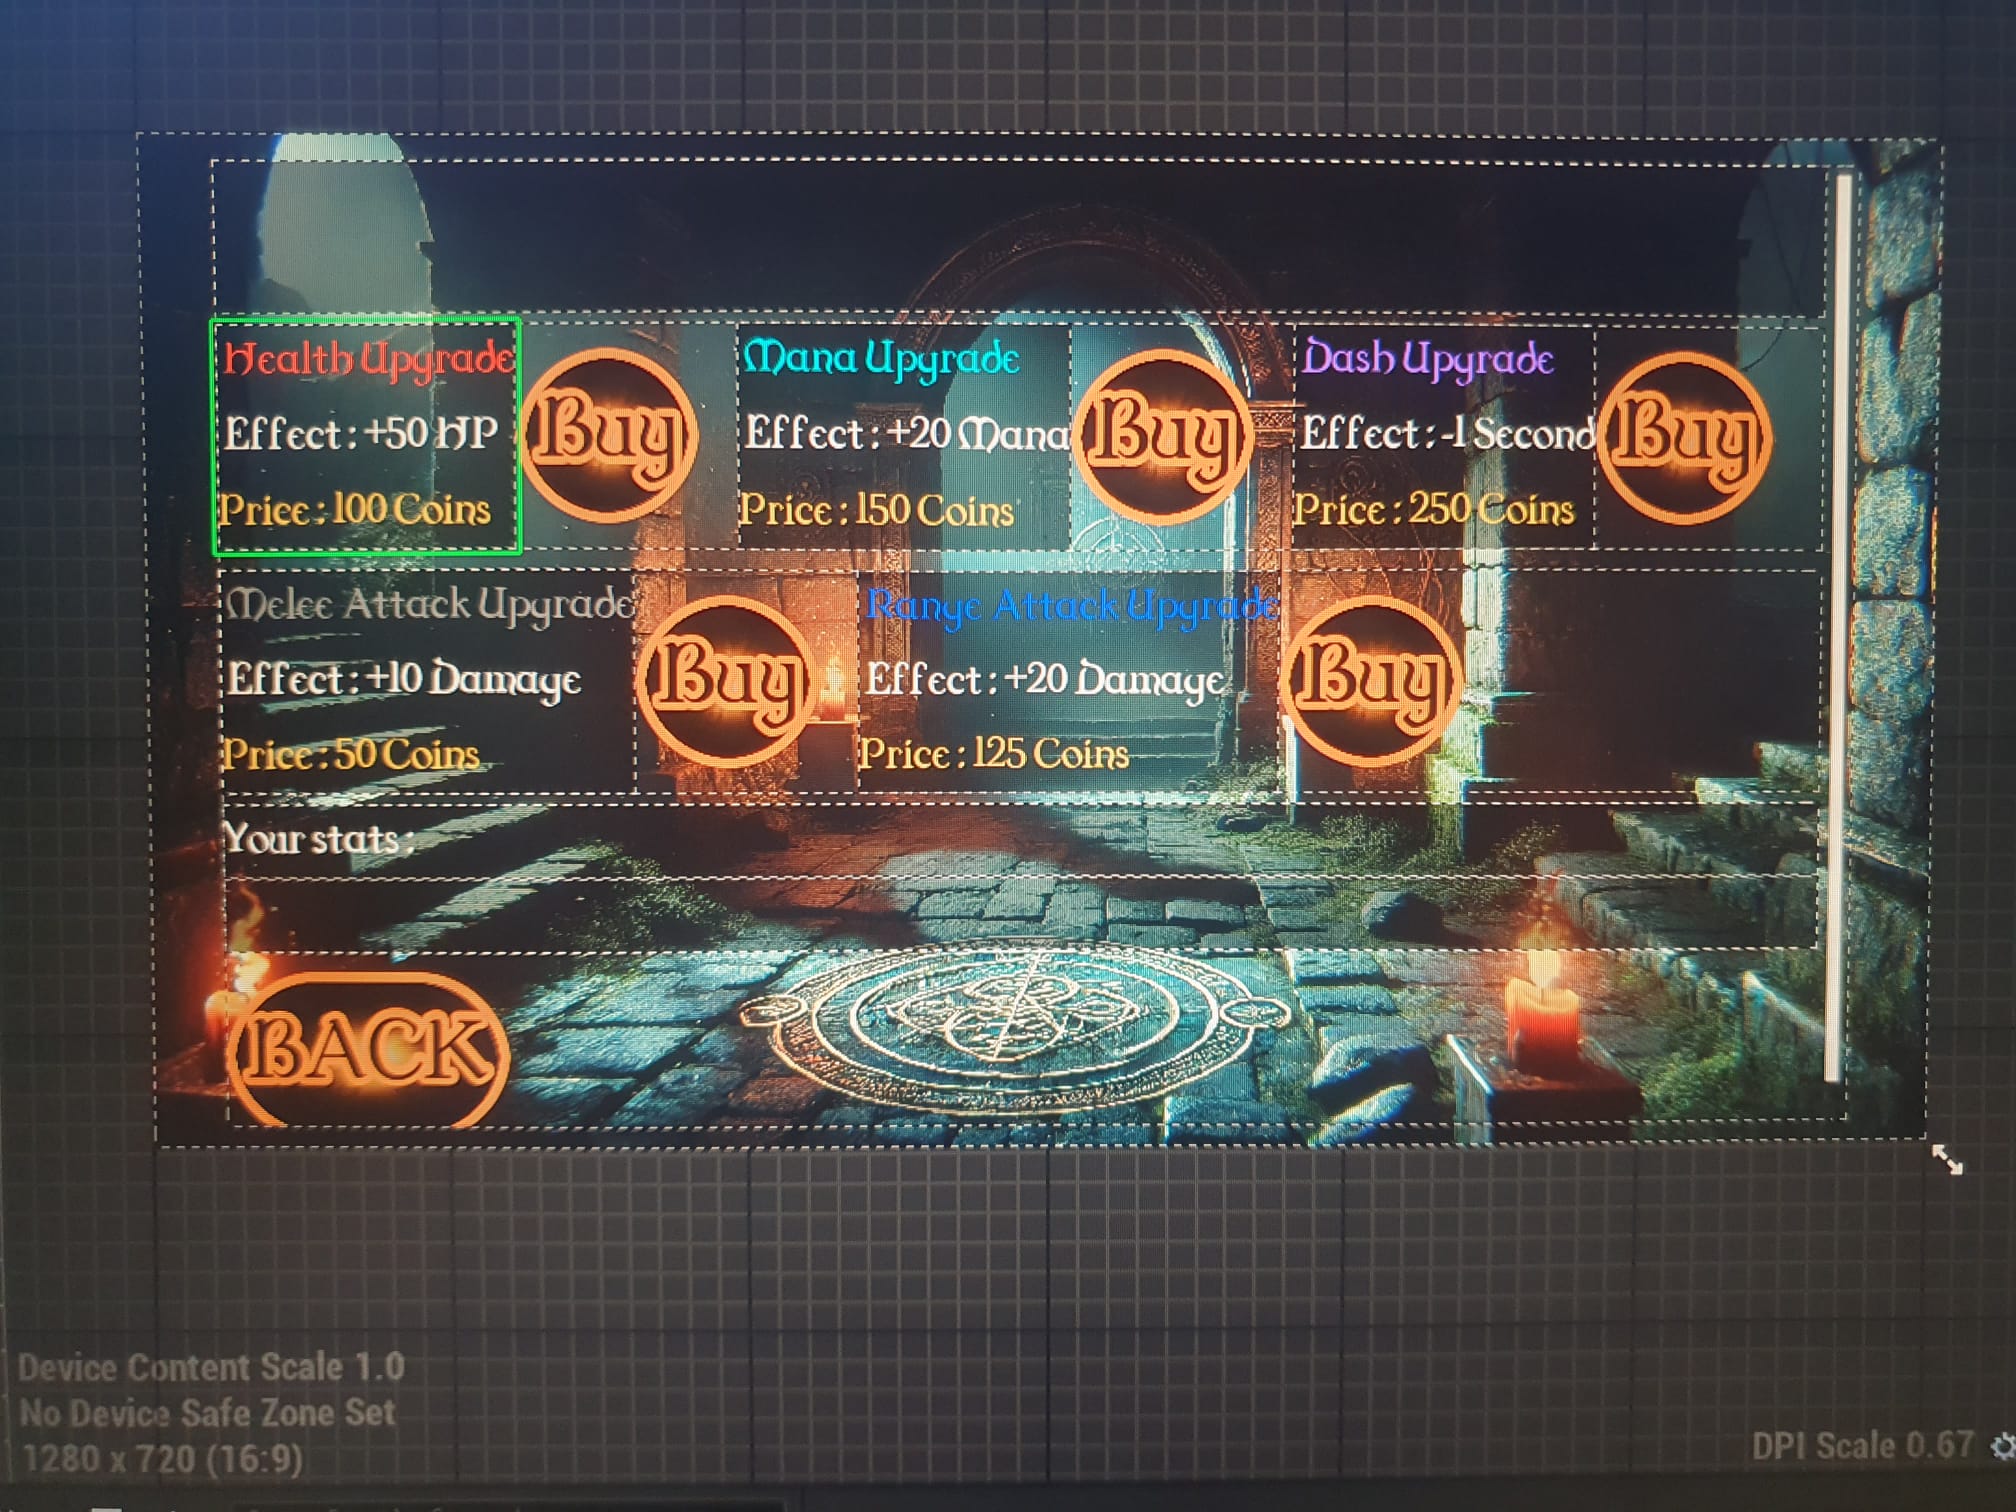 Health Upgrade
Effect : +50 HP
Price : 100 Coins
Buy
Mana Upgrade
Effect : +20 Mana
Price : 150 Coins
Buy
Dash Upgrade
Effect : -1 Second
Price : 250 Coins
Buy
Melee Attack Upgrade
Effect : +10 Damage
Price : 50 Coins
Buy
Range Attack Upgrade
Effect : +20 Damage
Price : 125 Coins
Buy
Your stats :
BACK
Device Content Scale 1.0
No Device Safe Zone Set
1280 x 720 (16:9)
DPI Scale 0.67